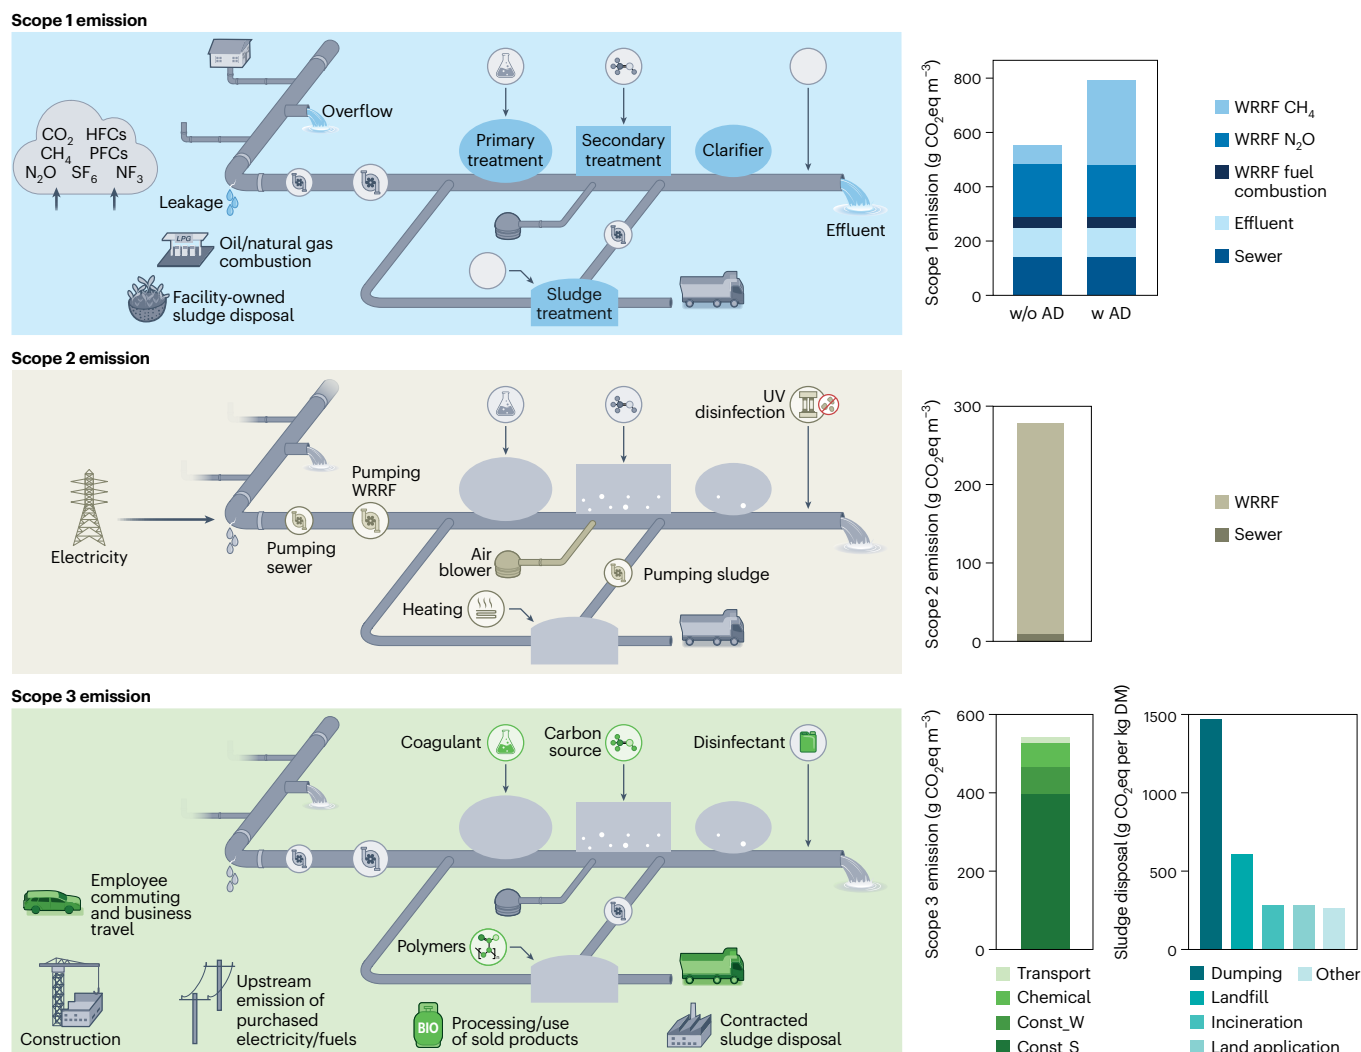 Scope 1 emission
Overflow
CO2 HFCs
CH4 PFCs
N2O SF6 NF3
Leakage
LPG
Oil/natural gas
combustion
Facility-owned
sludge disposal
Primary
treatment
Secondary
treatment
Clarifier
Effluent
Sludge
treatment
Scope 1 emission (g CO2eq m−3)
800
600
400
200
0
w/o AD
w AD
WRRF CH4
WRRF N2O
WRRF fuel
combustion
Effluent
Sewer
Scope 2 emission
UV
disinfection
Pumping
WRRF
Electricity
Pumping
sewer
Air
blower
Pumping sludge
Heating
Scope 2 emission (g CO2eq m−3)
300
200
100
0
WRRF
Sewer
Scope 3 emission
Coagulant
Carbon
source
Disinfectant
Employee
commuting
and business
travel
Polymers
n
Construction
Upstream
emission of
purchased
electricity/fuels
BIO
Processing/use
of sold products
Contracted
sludge disposal
Scope 3 emission (g CO2eq m−3)
600
400
200
0
Transport
Chemical
Const_W
Const_S
Sludge disposal (g CO2eq per kg DM)
1500
1000
500
0
Dumping
Other
Landfill
Incineration
Land application